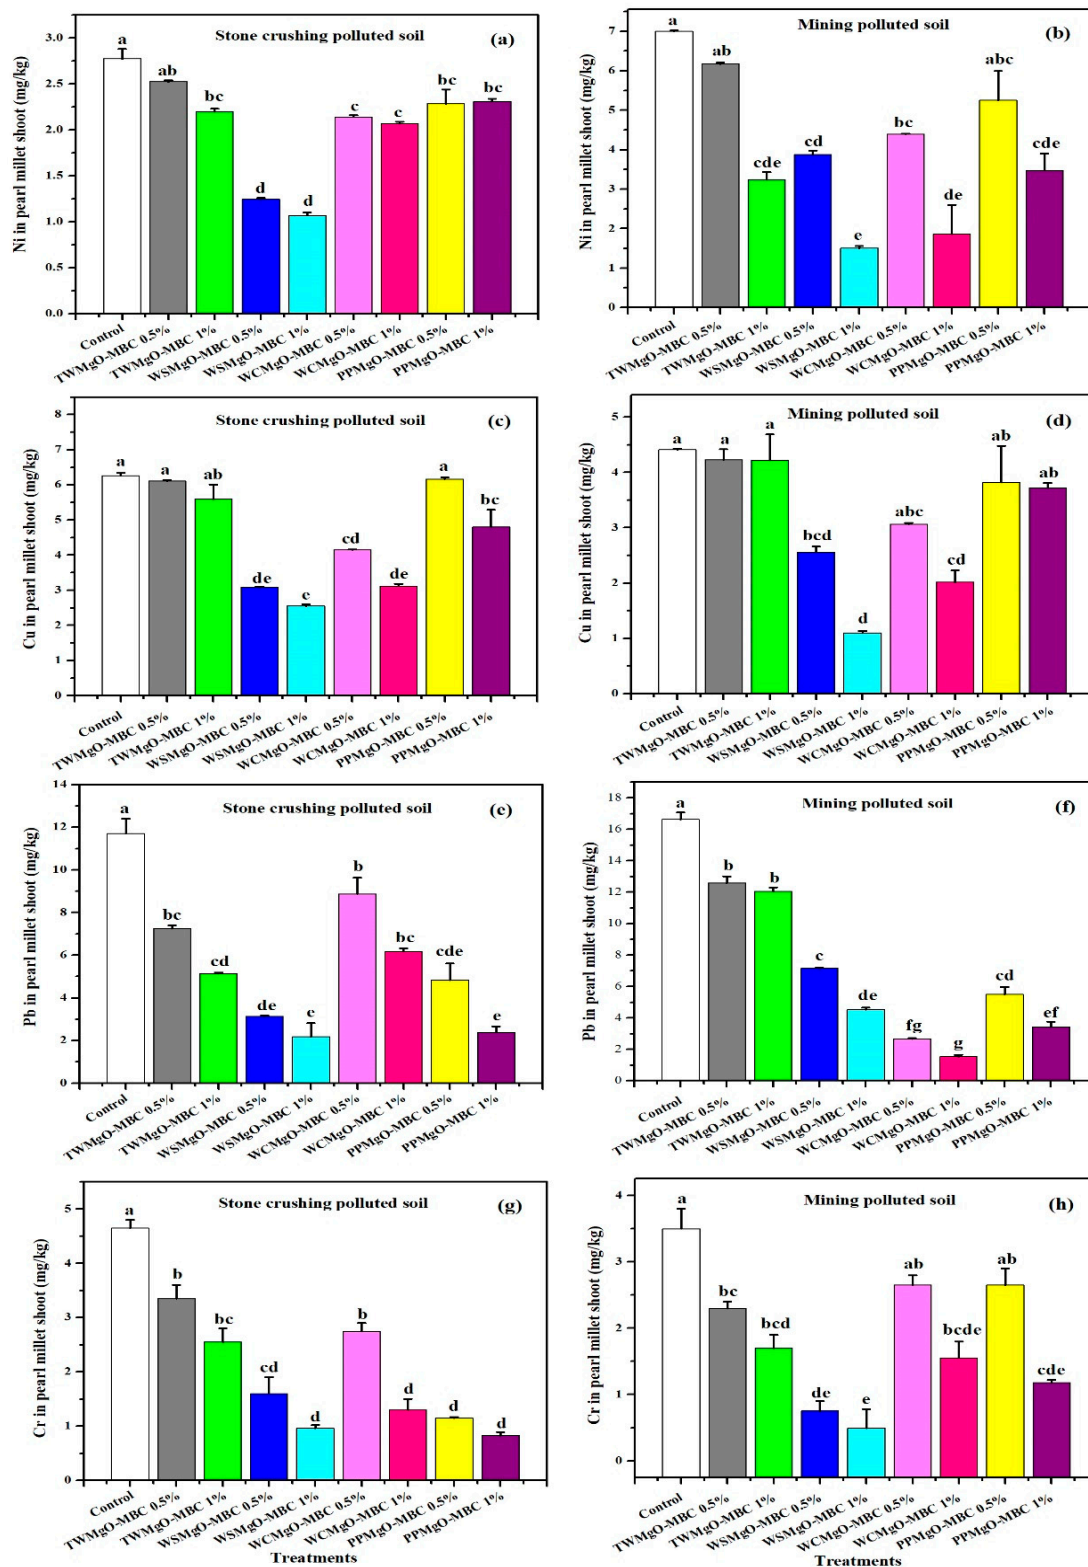 Stone crushing polluted soil (a)
Ni in pearl millet shoot (mg/kg)
3.0
2.5
2.0
1.5
1.0
0.5
0.0
a
ab
bc
d
d
c
c
bc
bc
Control
TWMgO-MBC 0.5%
TWMgO-MBC 1%
WSMgO-MBC 0.5%
WSMgO-MBC 1%
WCMgO-MBC 0.5%
WCMgO-MBC 1%
PPMgO-MBC 0.5%
PPMgO-MBC 1%
Mining polluted soil (b)
Ni in pearl millet shoot (mg/kg)
7
6
5
4
3
2
1
0
a
ab
cde
cd
e
bc
de
abc
cde
Control
TWMgO-MBC 0.5%
TWMgO-MBC 1%
WSMgO-MBC 0.5%
WSMgO-MBC 1%
WCMgO-MBC 0.5%
WCMgO-MBC 1%
PPMgO-MBC 0.5%
PPMgO-MBC 1%
Stone crushing polluted soil (c)
Cu in pearl millet shoot (mg/kg)
8
7
6
5
4
3
2
1
0
a
a
ab
de
e
cd
de
a
bc
Control
TWMgO-MBC 0.5%
TWMgO-MBC 1%
WSMgO-MBC 0.5%
WSMgO-MBC 1%
WCMgO-MBC 0.5%
WCMgO-MBC 1%
PPMgO-MBC 0.5%
PPMgO-MBC 1%
Mining polluted soil (d)
Cu in pearl millet shoot (mg/kg)
5
4
3
2
1
0
a
a
a
bcd
d
abc
cd
ab
ab
Control
TWMgO-MBC 0.5%
TWMgO-MBC 1%
WSMgO-MBC 0.5%
WSMgO-MBC 1%
WCMgO-MBC 0.5%
WCMgO-MBC 1%
PPMgO-MBC 0.5%
PPMgO-MBC 1%
Stone crushing polluted soil (e)
Pb in pearl millet shoot (mg/kg)
14
12
10
8
6
4
2
0
a
bc
cd
de
e
b
bc
cde
e
Control
TWMgO-MBC 0.5%
TWMgO-MBC 1%
WSMgO-MBC 0.5%
WSMgO-MBC 1%
WCMgO-MBC 0.5%
WCMgO-MBC 1%
PPMgO-MBC 0.5%
PPMgO-MBC 1%
Mining polluted soil (f)
Pb in pearl millet shoot (mg/kg)
18
16
14
12
10
8
6
4
2
0
a
b
b
c
de
fg
g
cd
ef
Control
TWMgO-MBC 0.5%
TWMgO-MBC 1%
WSMgO-MBC 0.5%
WSMgO-MBC 1%
WCMgO-MBC 0.5%
WCMgO-MBC 1%
PPMgO-MBC 0.5%
PPMgO-MBC 1%
Stone crushing polluted soil (g)
Cr in pearl millet shoot (mg/kg)
5
4
3
2
1
0
a
b
bc
cd
d
b
d
d
d
Control
TWMgO-MBC 0.5%
TWMgO-MBC 1%
WSMgO-MBC 0.5%
WSMgO-MBC 1%
WCMgO-MBC 0.5%
WCMgO-MBC 1%
PPMgO-MBC 0.5%
PPMgO-MBC 1%
Treatments
Mining polluted soil (h)
Cr in pearl millet shoot (mg/kg)
4
3
2
1
0
a
bc
bcd
de
e
ab
bcde
ab
cde
Control
TWMgO-MBC 0.5%
TWMgO-MBC 1%
WSMgO-MBC 0.5%
WSMgO-MBC 1%
WCMgO-MBC 0.5%
WCMgO-MBC 1%
PPMgO-MBC 0.5%
PPMgO-MBC 1%
Treatments